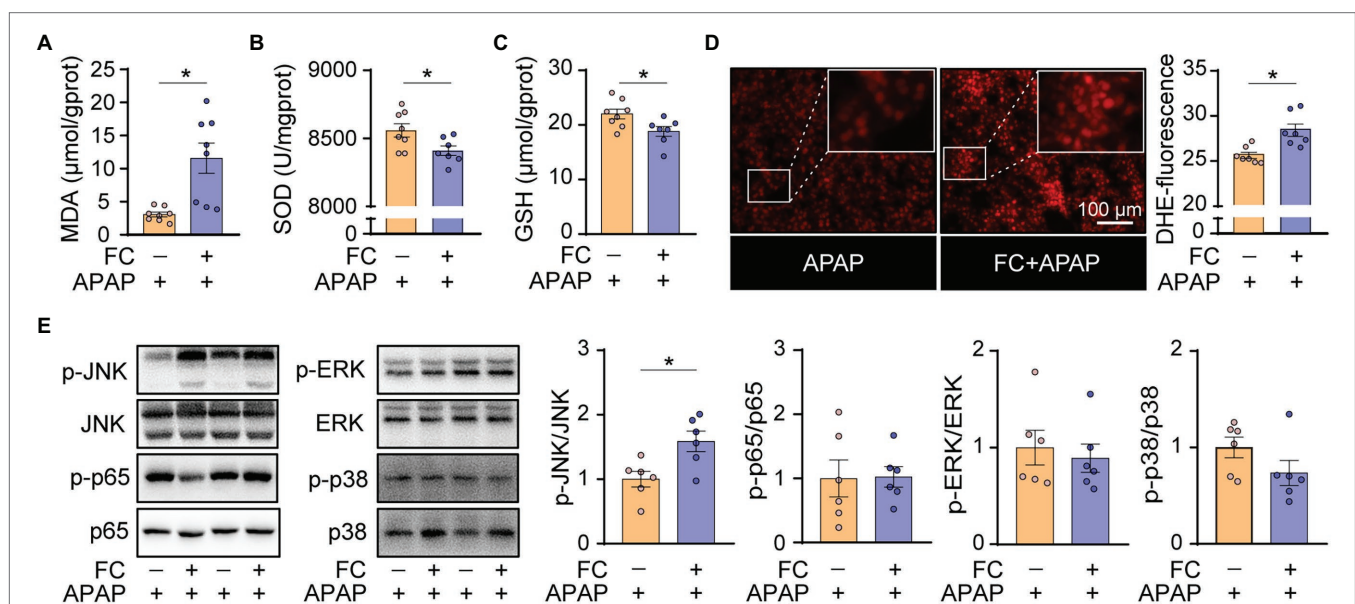 A
MDA (μmol/gprot)
25
20
15
10
5
0
*
FC − +
APAP + +
B
SOD (U/mgprot)
9000
8500
8000
0
*
FC − +
APAP + +
C
GSH (μmol/gprot)
30
20
10
0
*
FC − +
APAP + +
D
100 μm
APAP
FC+APAP
DHE-fluorescence
35
30
25
20
0
*
FC − +
APAP + +
E
p-JNK
JNK
p-p65
p65
FC − + − +
APAP + + + +
p-ERK
ERK
p-p38
p38
FC − + − +
APAP + + + +
p-JNK/JNK
3
2
1
0
*
FC − +
APAP + +
p-p65/p65
3
2
1
0
FC − +
APAP + +
p-ERK/ERK
2
1
0
FC − +
APAP + +
p-p38/p38
2
1
0
FC − +
APAP + +